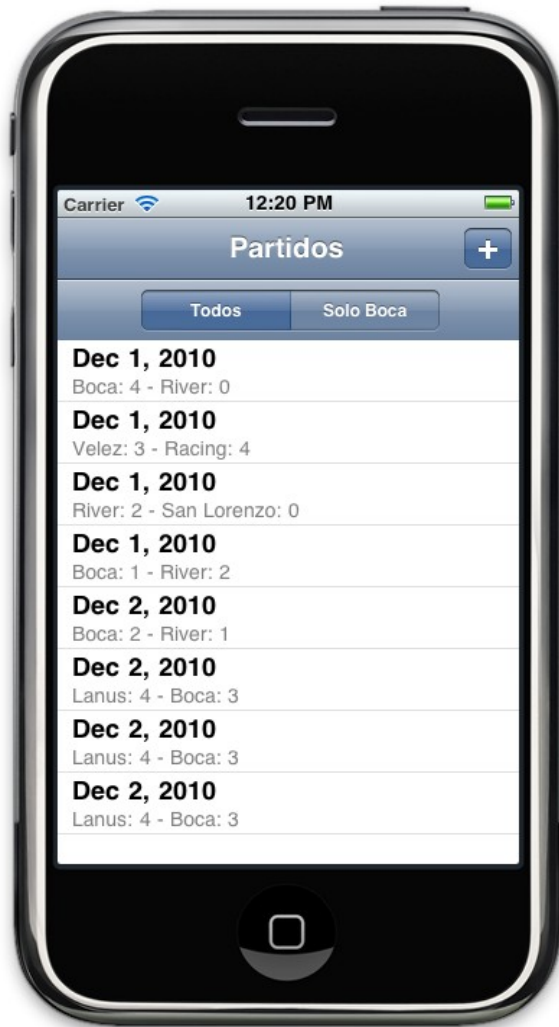 Carrier 12:20 PM
Partidos +
Todos Solo Boca
Dec 1, 2010
Boca: 4 - River: 0
Dec 1, 2010
Velez: 3 - Racing: 4
Dec 1, 2010
River: 2 - San Lorenzo: 0
Dec 1, 2010
Boca: 1 - River: 2
Dec 2, 2010
Boca: 2 - River: 1
Dec 2, 2010
Lanus: 4 - Boca: 3
Dec 2, 2010
Lanus: 4 - Boca: 3
Dec 2, 2010
Lanus: 4 - Boca: 3